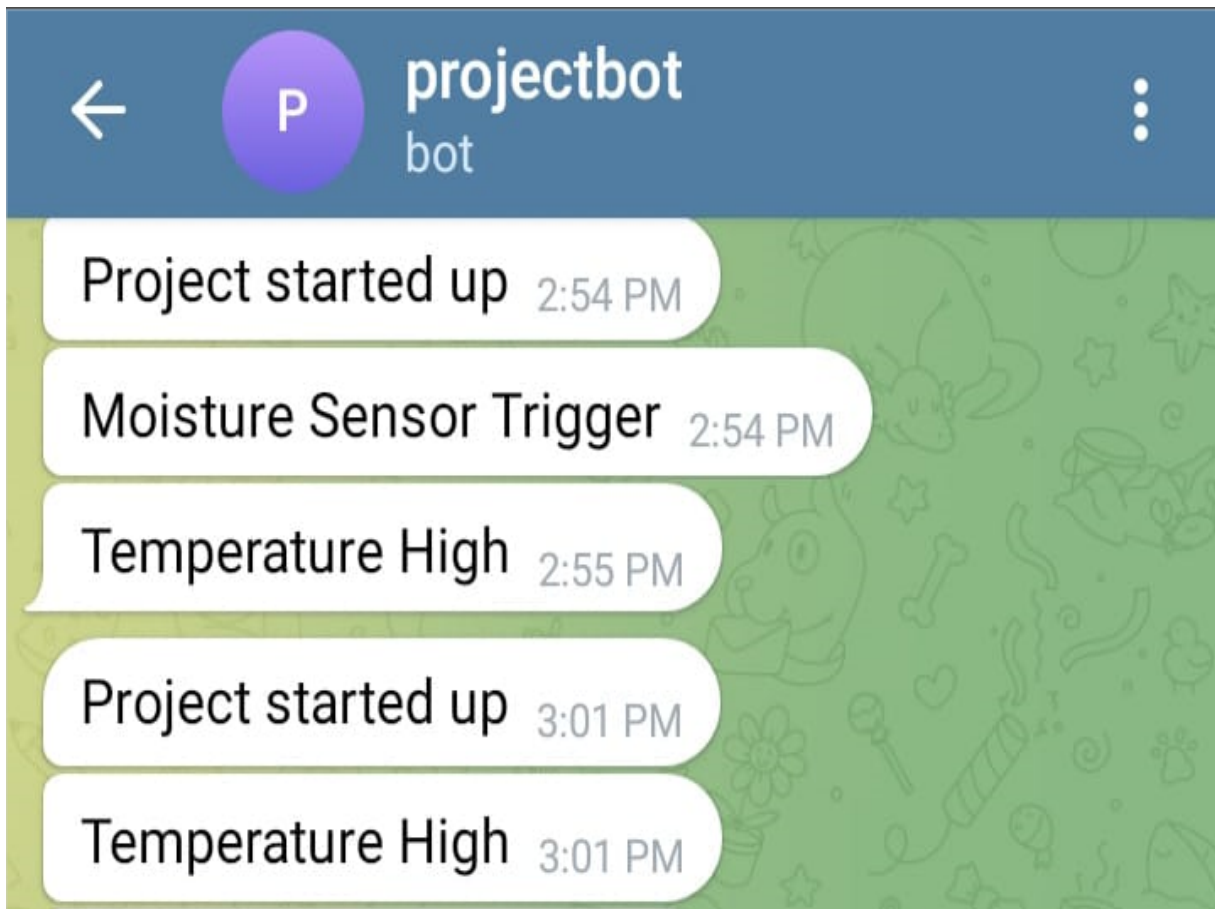 P
projectbot
bot
Project started up 2:54 PM
Moisture Sensor Trigger 2:54 PM
Temperature High 2:55 PM
Project started up 3:01 PM
Temperature High 3:01 PM